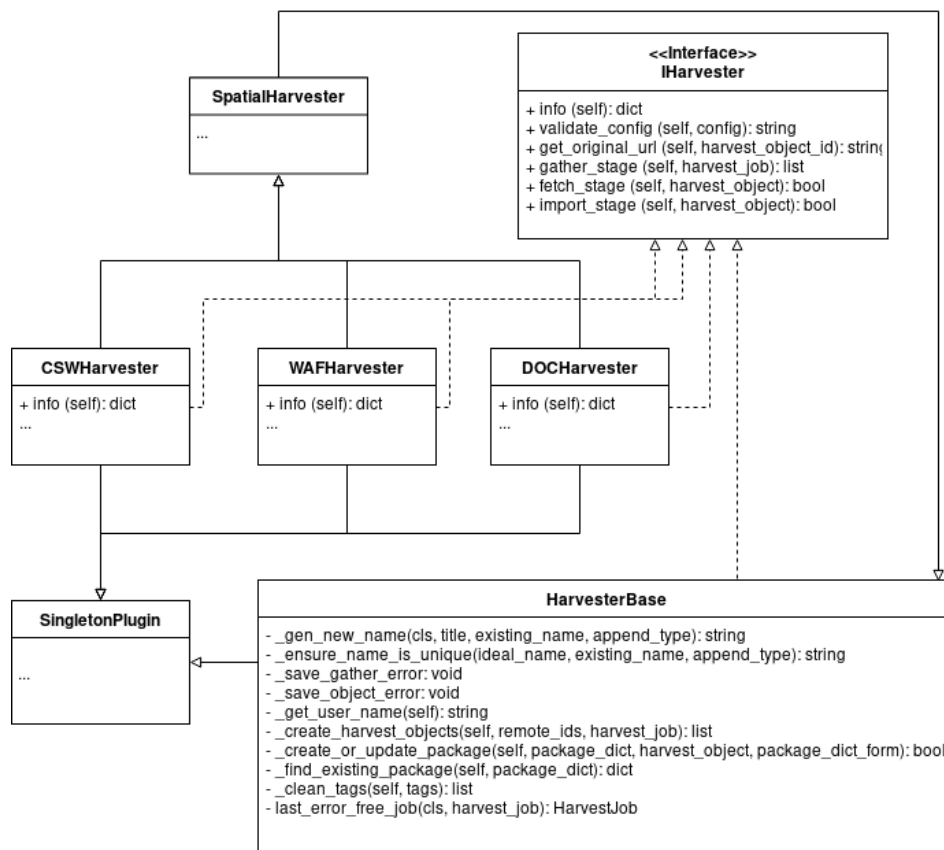 SpatialHarvester
...
<<Interface>>
IHarvester
+ info (self): dict
+ validate_config (self, config): string
+ get_original_url (self, harvest_object_id): string
+ gather_stage (self, harvest_job): list
+ fetch_stage (self, harvest_object): bool
+ import_stage (self, harvest_object): bool
CSWHarvester
+ info (self): dict
...
WAFHarvester
+ info (self): dict
...
DOCHarvester
+ info (self): dict
...
SingletonPlugin
...
HarvesterBase
- _gen_new_name(cls, title, existing_name, append_type): string
- _ensure_name_is_unique(ideal_name, existing_name, append_type): string
- _save_gather_error: void
- _save_object_error: void
- _get_user_name(self): string
- _create_harvest_objects(self, remote_ids, harvest_job): list
- _create_or_update_package(self, package_dict, harvest_object, package_dict_form): bool
- _find_existing_package(self, package_dict): dict
- _clean_tags(self, tags): list
- last_error_free_job(cls, harvest_job): HarvestJob